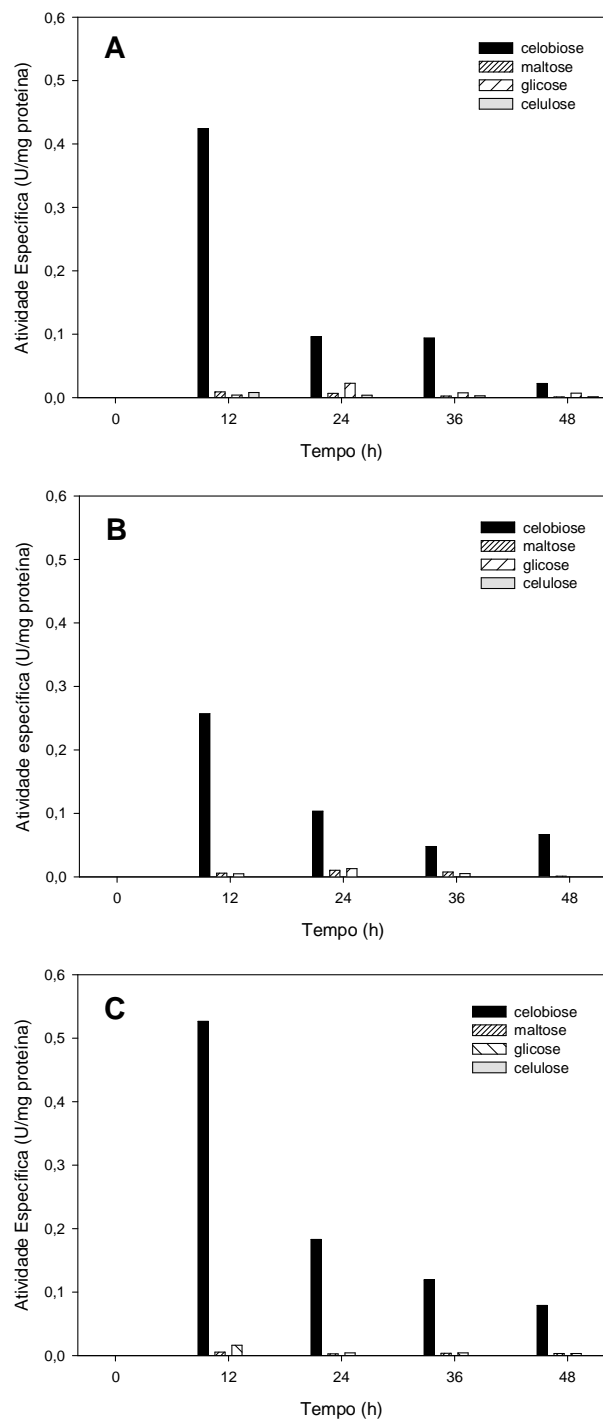 A
celobiose
maltose
glicose
celulose
Atividade Específica (U/mg proteína)
0,6
0,5
0,4
0,3
0,2
0,1
0,0
0 12 24 36 48
Tempo (h)
B
celobiose
maltose
glicose
celulose
Atividade específica (U/mg proteína)
0,6
0,5
0,4
0,3
0,2
0,1
0,0
0 12 24 36 48
Tempo (h)
C
celobiose
maltose
glicose
celulose
Atividade Específica (U/mg proteína)
0,6
0,5
0,4
0,3
0,2
0,1
0,0
0 12 24 36 48
Tempo (h)